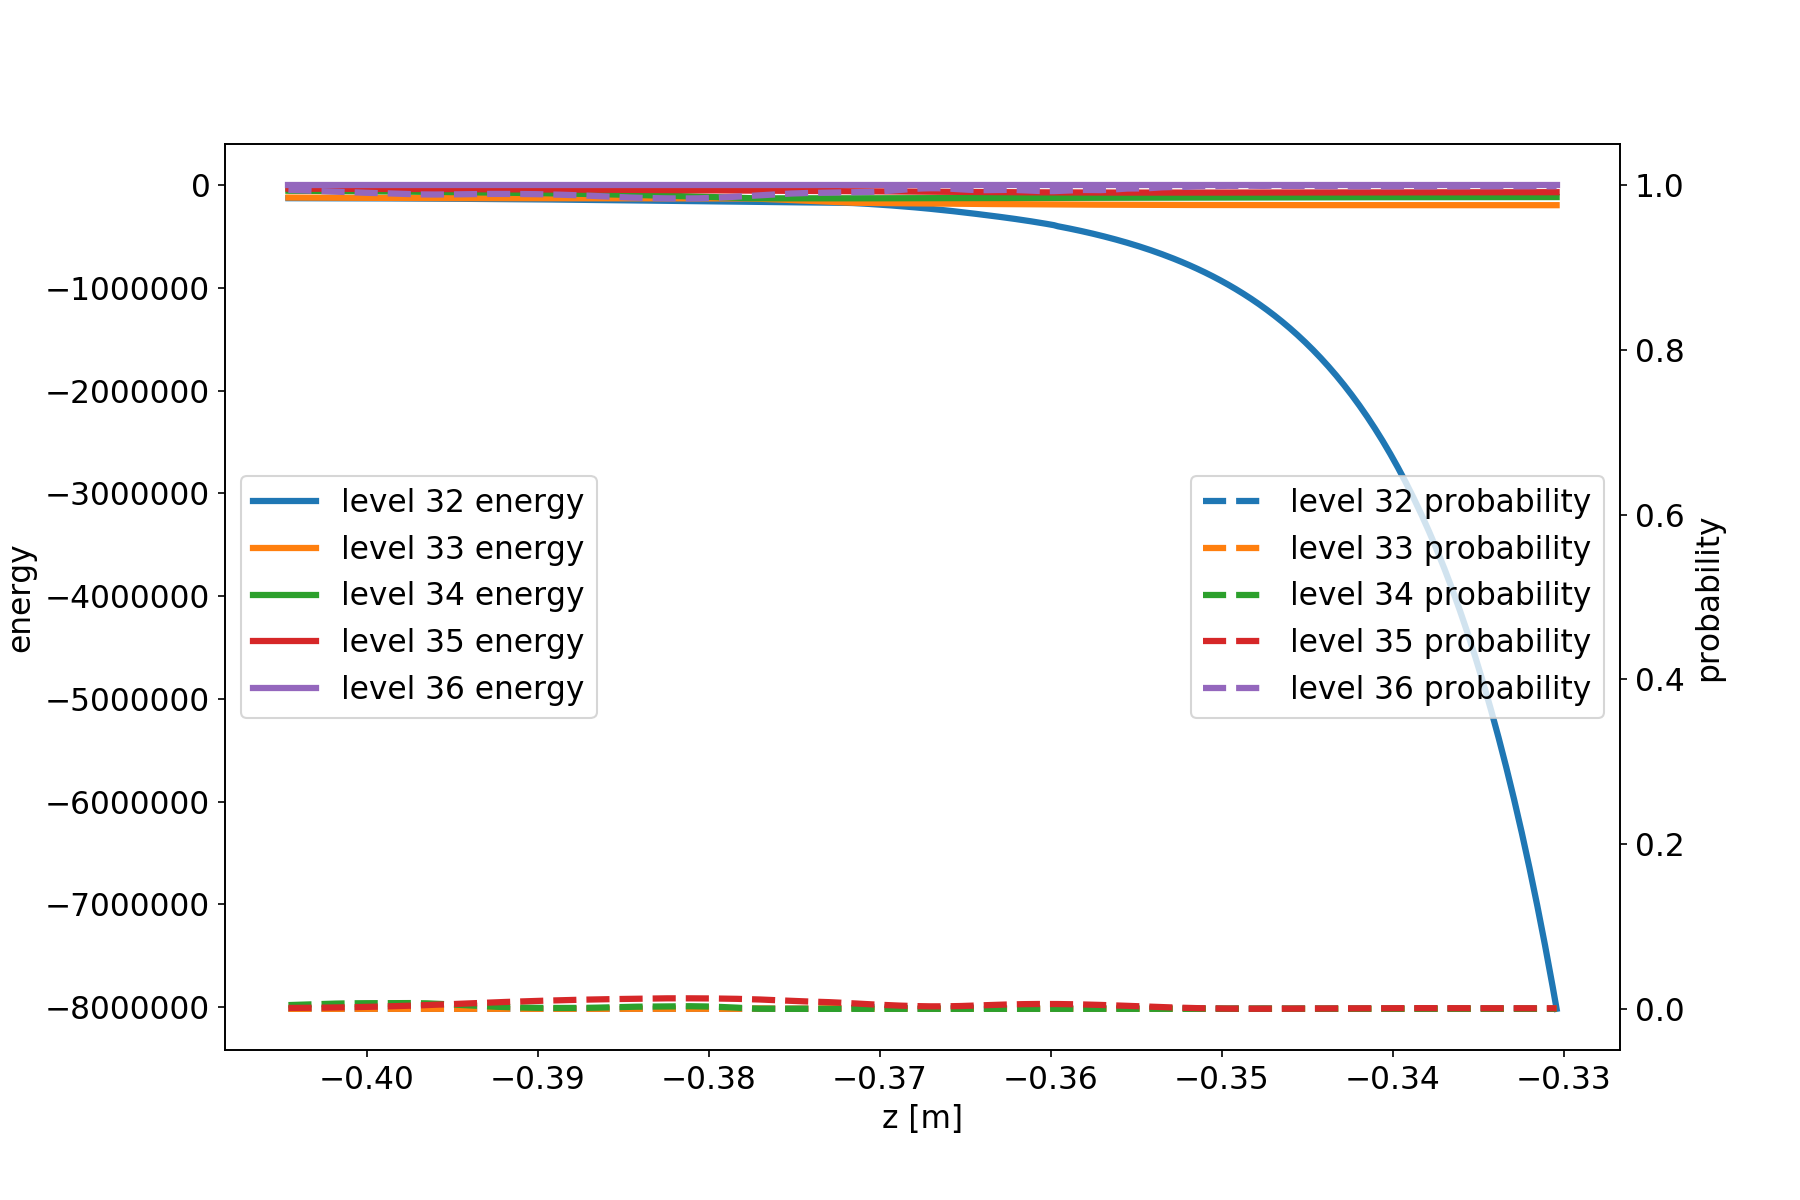 0
−1000000
−2000000
−3000000
−4000000
−5000000
−6000000
−7000000
−8000000
energy
level 32 energy
level 33 energy
level 34 energy
level 35 energy
level 36 energy
level 32 probability
level 33 probability
level 34 probability
level 35 probability
level 36 probability
1.0
0.8
0.6
0.4
0.2
0.0
probability
−0.40 −0.39 −0.38 −0.37 −0.36 −0.35 −0.34 −0.33
z [m]